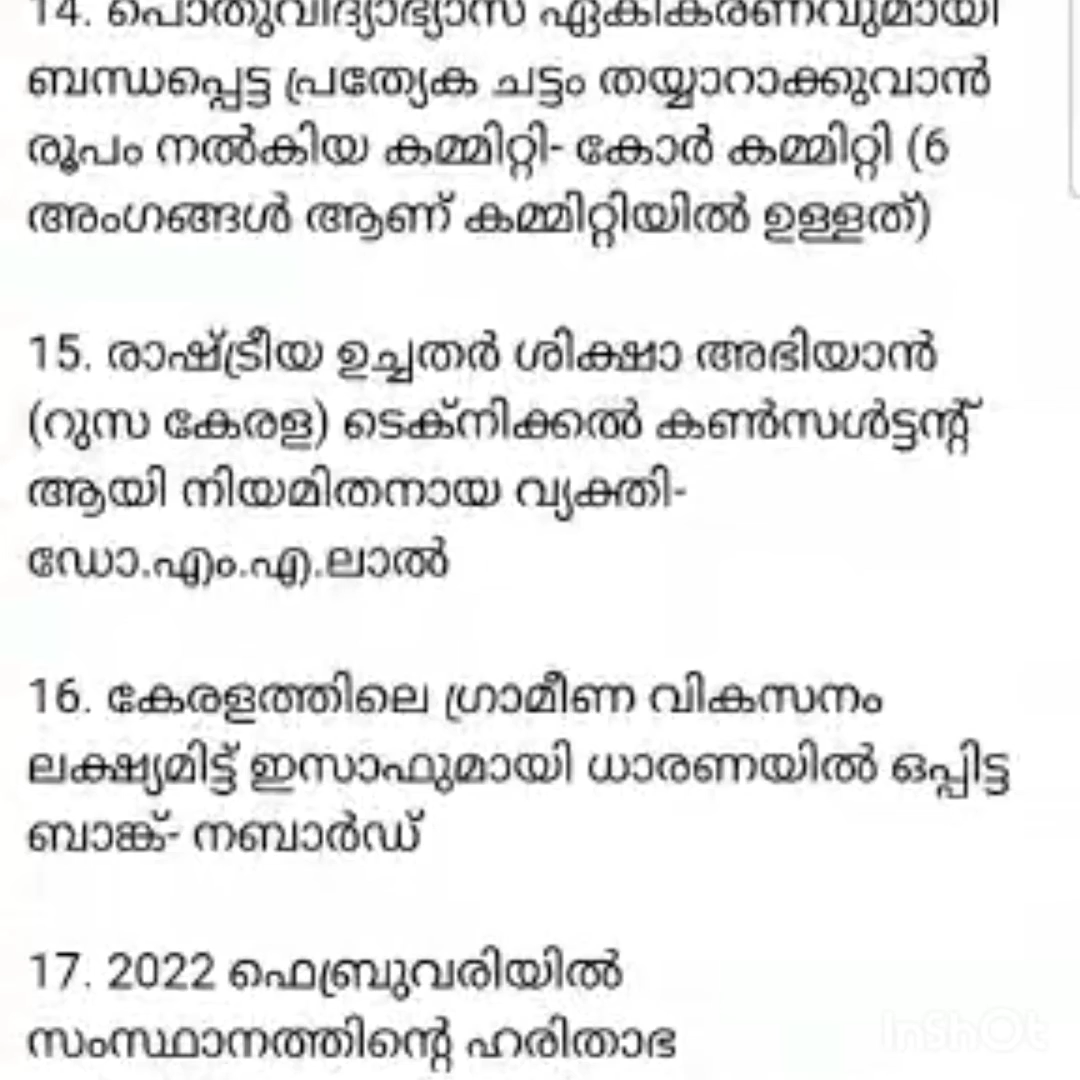 14. പൊതുവിദ്യാഭ്യാസ ഏകീകരണവുമായി
ബന്ധപ്പെട്ട പ്രത്യേക ചട്ടം തയ്യാറാക്കുവാൻ
രൂപം നൽകിയ കമ്മിറ്റി- കോർ കമ്മിറ്റി (6
അംഗങ്ങൾ ആണ് കമ്മിറ്റിയിൽ ഉള്ളത്)
15. രാഷ്ട്രീയ ഉച്ചതർ ശിക്ഷാ അഭിയാൻ
(റുസ കേരള) ടെക്നിക്കൽ കൺസൾട്ടന്റ്
ആയി നിയമിതനായ വ്യക്തി-
ഡോ.എം.എ.ലാൽ
16. കേരളത്തിലെ ഗ്രാമീണ വികസനം
ലക്ഷ്യമിട്ട് ഇസാഫുമായി ധാരണയിൽ ഒപ്പിട്ട
ബാങ്ക്- നബാർഡ്
17. 2022 ഫെബ്രുവരിയിൽ
സംസ്ഥാനത്തിന്റെ ഹരിതാഭ
InShOt